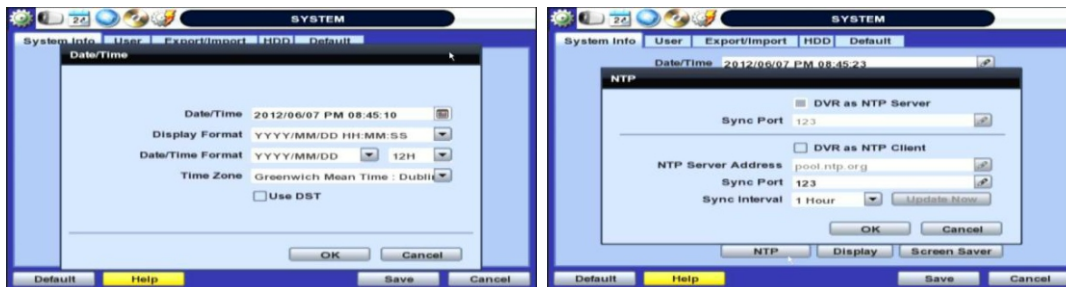 SYSTEM
System Info User Export/Import HDD Default
Date/Time
Date/Time 2012/06/07 PM 08:45:10
Display Format YYYY/MM/DD HH:MM:SS
Date/Time Format YYYY/MM/DD 12H
Time Zone Greenwich Mean Time : Dublin
Use DST
OK Cancel
Default Help Save Cancel
SYSTEM
System Info User Export/Import HDD Default
Date/Time 2012/06/07 PM 08:45:23
NTP
DVR as NTP Server
Sync Port 123
DVR as NTP Client
NTP Server Address pool.ntp.org
Sync Port 123
Sync Interval 1 Hour Update Now
OK Cancel
NTP Display Screen Saver
Default Help Save Cancel